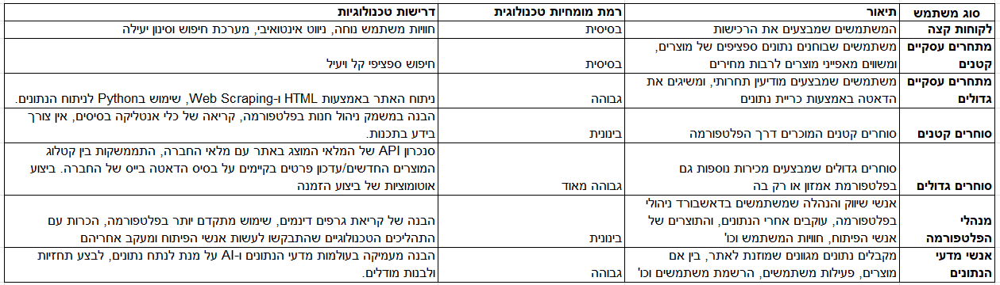 סוג משתמש	תיאור	רמת מומחיות טכנולוגית	דרישות טכנולוגיות
לקוחות קצה	המשתמשים שמבצעים את הרכישות	בסיסית	חוויות משתמש נוחה, ניווט אינטואיבי, מערכת חיפוש וסינון יעילה
מתחרים עסקיים	משתמשים שבוחנים נתונים ספציפים של מוצרים,
קטנים	ומשווים מאפייני מוצרים לרבות מחירים	בסיסית	חיפוש ספציפי קל ויעיל
מתחרים עסקיים	משתמשים שמבצעים מודיעין תחרותי, ומשיגים את
גדולים	הדאטה באמצעות כריית נתונים	גבוהה	ניתוח האתר באמצעות HTML ו-Web Scraping, שימוש בPython לניתוח הנתונים.
הבנה במשמק ניהול חנות בפלטפורמה, קריאה של כלי אנטליקה בסיסים, אין צורך
סוחרים קטנים	סוחרים קטנים המוכרים דרך הפלטפורמה	בינונית	בידע בתכנות.
סנכרון API של המלאי המוצג באתר עם מלאי החברה, התממשקות בין קטלוג
סוחרים גדולים שמבצעים מכירות נוספות גם	המוצרים החדשים/עדכון פרטים בקיימים על בסיס הדאטה בייס של החברה. ביצוע
סוחרים גדולים	בפלטפורמת אמזון או רק בה	גבוהה מאוד	אוטומציות של ביצוע הזמנה
אנשי שיווק והנהלה שמשתמשים בדאשבורד ניהולי
מנהלי	בפלטפורמה, עוקבים אחרי הנתונים, והתוצרים של	הבנה של קריאת גרפים דינמים, שימוש מתקדם יותר בפלטפורמה, הכרות עם
הפלטפורמה	אנשי הפיתוח, חוויות המשתמש וכו'	בינונית	התהליכים הטכנולוגיים שהתבקשו לעשות אנשי הפיתוח ומעקב אחריהם
אנשי מדעי	מקבלים נתונים מגוונים שמוזנת לאתר, בין אם	הבנה מעמיקה בעולמות מדעי הנתונים ו-AI על מנת לנתח נתונים, לבצע תחזיות
הנתונים	מוצרים, פעילות משתמשים, הרשמת משתמשים וכו'	גבוהה	ולבנות מודלים.